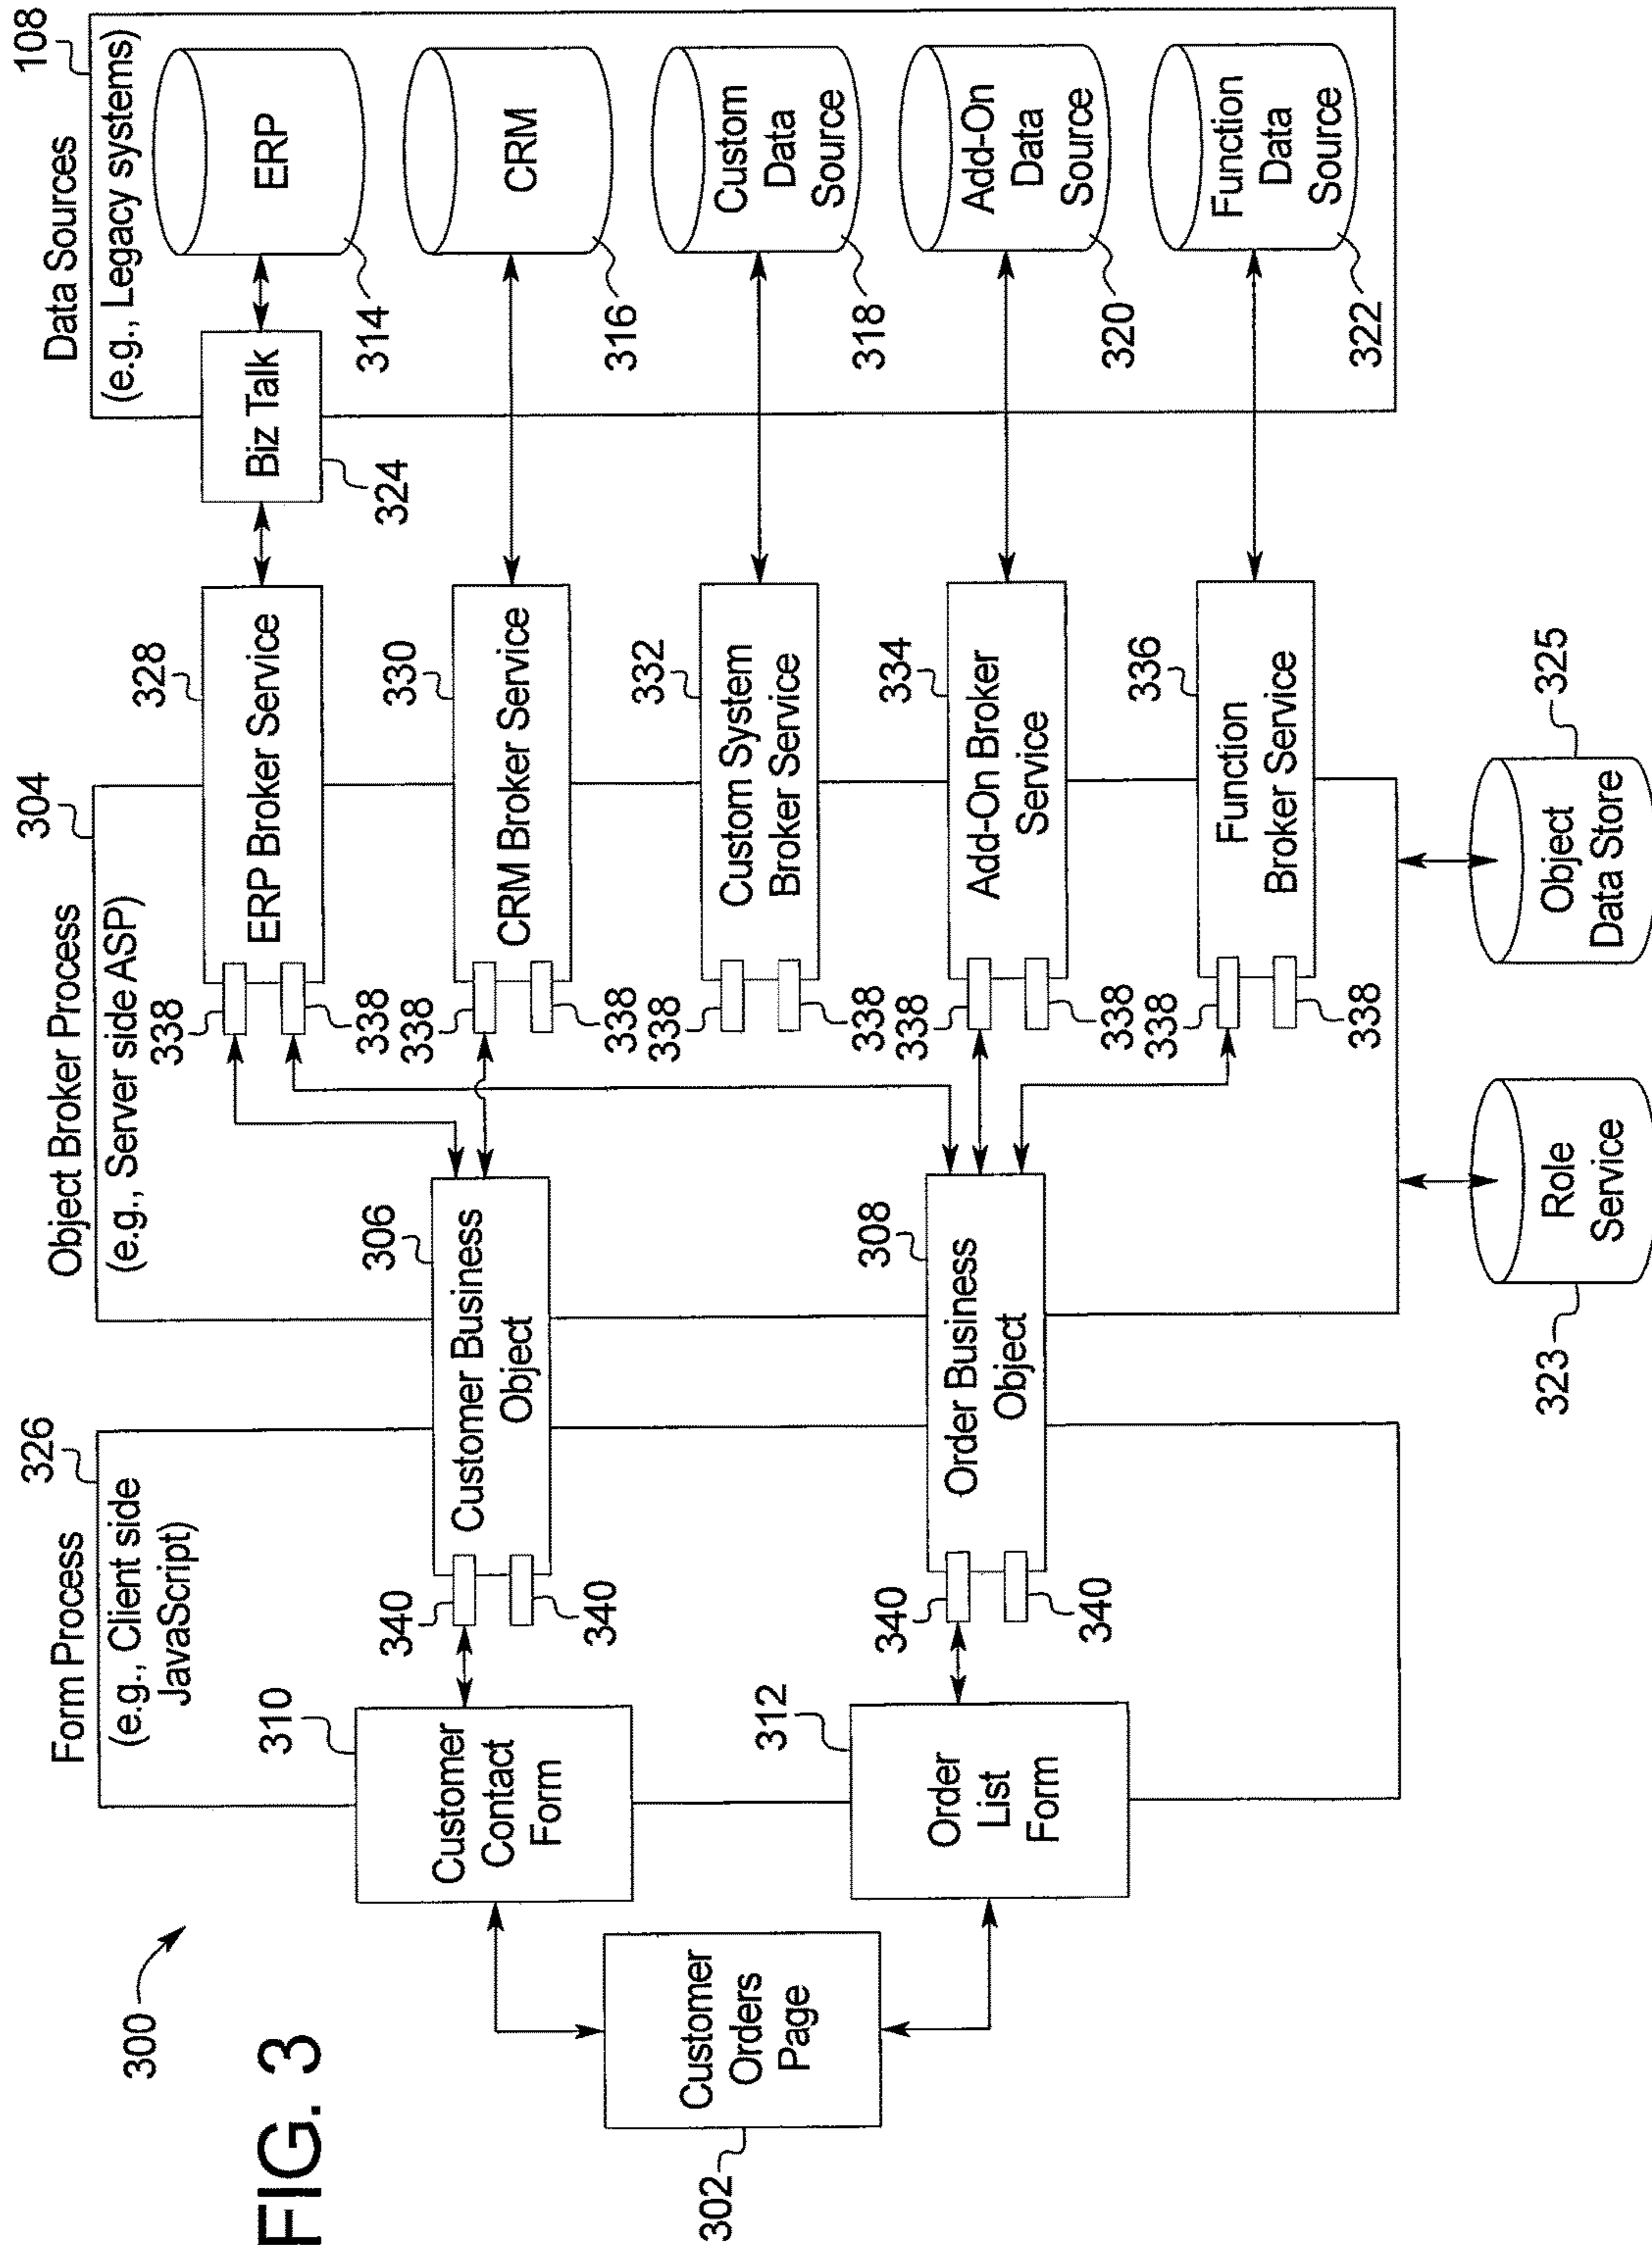 FIG. 3
300
302
Customer
Orders
Page
Form Process
326
(e.g., Client side
JavaScript)
310
Customer
Contact
Form
312
Order
List
Form
340
340
340
340
Object Broker Process
304
(e.g., Server side ASP)
306
Customer Business
Object
308
Order Business
Object
338
338
338
338
338
338
338
338
338
338
328
ERP Broker Service
330
CRM Broker Service
332
Custom System
Broker Service
334
Add-On Broker
Service
336
Function
Broker Service
323
Role
Service
325
Object
Data Store
Data Sources
108
(e.g., Legacy systems)
Biz Talk
324
ERP
314
CRM
316
Custom
Data
Source
318
Add-On
Data
Source
320
Function
Data
Source
322